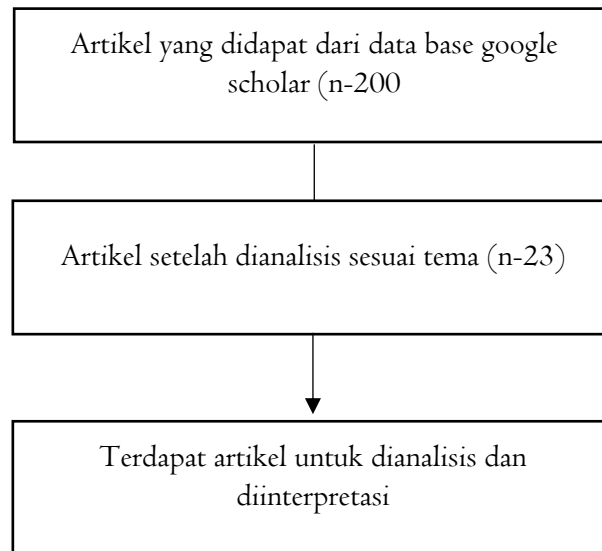 Artikel yang didapat dari data base google
scholar (n-200
Artikel setelah dianalisis sesuai tema (n-23)
Terdapat artikel untuk dianalisis dan
diinterpretasi